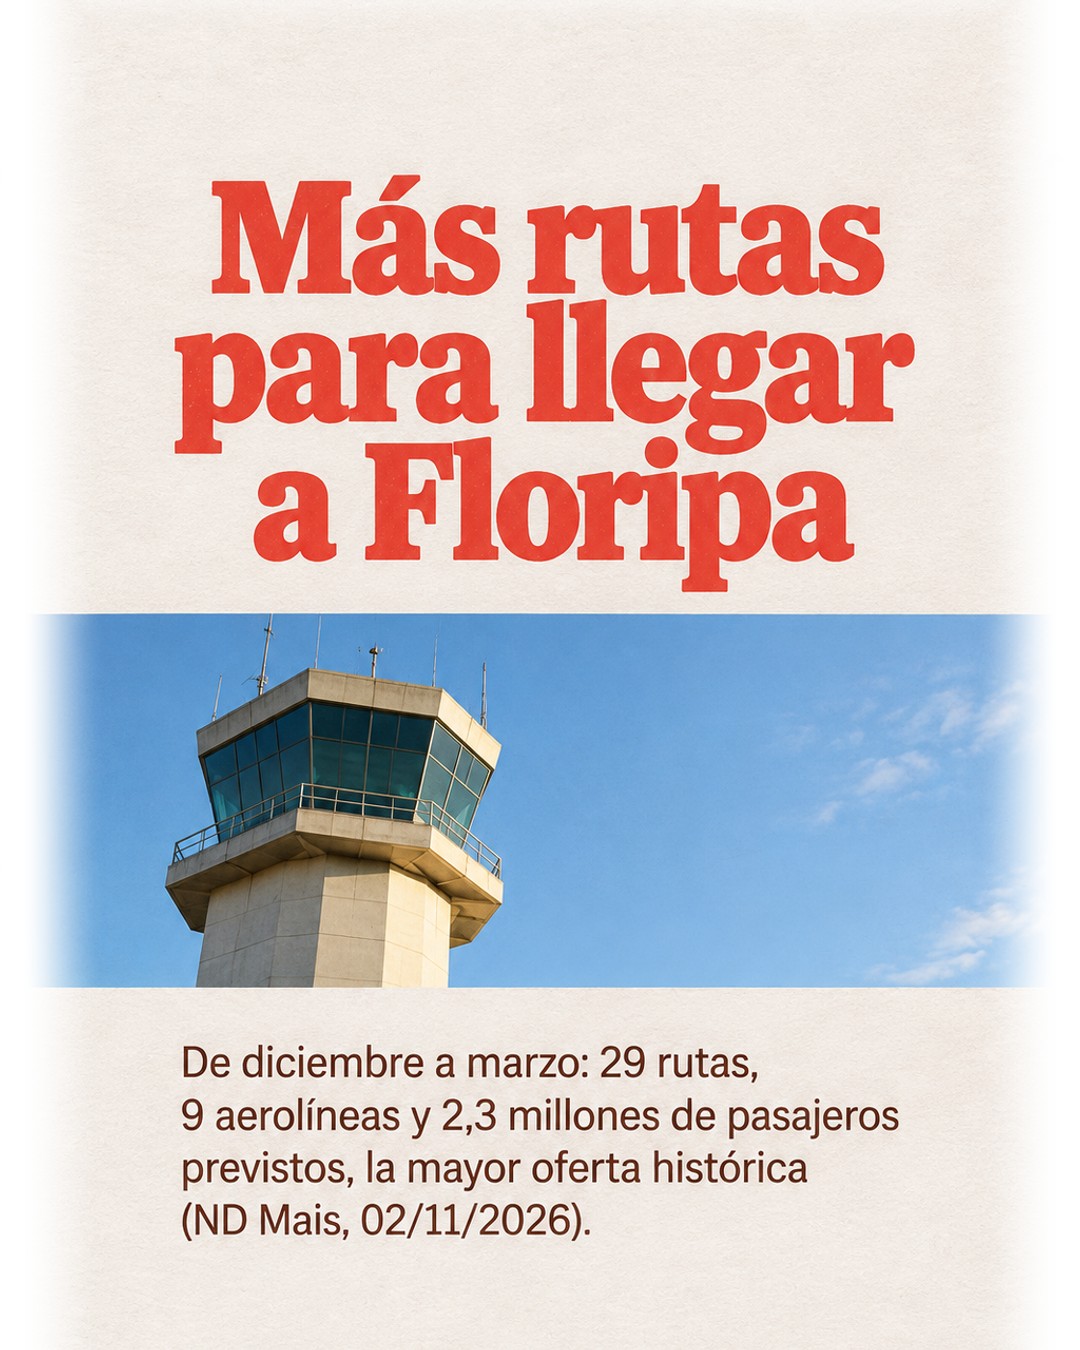 Más rutas
para llegar
a Floripa
De diciembre a marzo: 29 rutas,
9 aerolíneas y 2,3 millones de pasajeros
previstos, la mayor oferta histórica
(ND Mais, 02/11/2026).